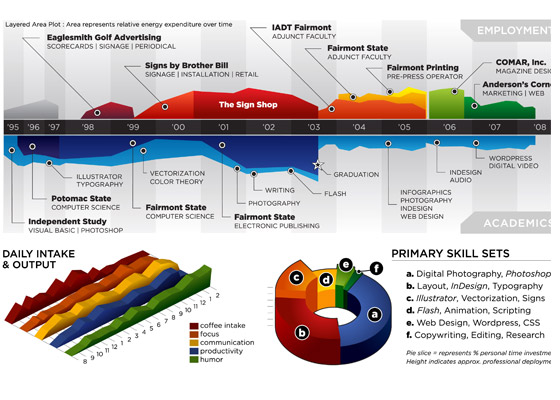 Layered Area Plot : Area represents relative energy expenditure over time
EMPLOYMENT
Eaglesmith Golf Advertising
SCORECARDS | SIGNAGE | PERIODICAL
IADT Fairmont
ADJUNCT FACULTY
Fairmont State
ADJUNCT FACULTY
Signs by Brother Bill
SIGNAGE | INSTALLATION | RETAIL
Fairmont Printing
PRE-PRESS OPERATOR
COMAR, Inc.
MAGAZINE DESIG
Anderson's Corne
MARKETING | WEB
The Sign Shop
'95 '96 '97 '98 '99 '00 '01 '02 '03 '04 '05 '06 '07 '08
ILLUSTRATOR
TYPOGRAPHY
VECTORIZATION
COLOR THEORY
GRADUATION
WORDPRESS
DIGITAL VIDEO
INDESIGN
AUDIO
WRITING
FLASH
PHOTOGRAPHY
INFOGRAPHICS
PHOTOGRAPHY
INDESIGN
WEB DESIGN
Potomac State
COMPUTER SCIENCE
Fairmont State
COMPUTER SCIENCE
Fairmont State
ELECTRONIC PUBLISHING
Independent Study
VISUAL BASIC | PHOTOSHOP
ACADEMICS
DAILY INTAKE
& OUTPUT
8 9 10 11 12 1 2 3 4 5 6 7 8 9 10 11 12 1 2
coffee intake
focus
communication
productivity
humor
a b c d e f
PRIMARY SKILL SETS
a. Digital Photography, Photoshop
b. Layout, InDesign, Typography
c. Illustrator, Vectorization, Signs
d. Flash, Animation, Scripting
e. Web Design, Wordpress, CSS
f. Copywriting, Editing, Research
Pie slice = represents % personal time investme
Height indicates approx. professional deployme